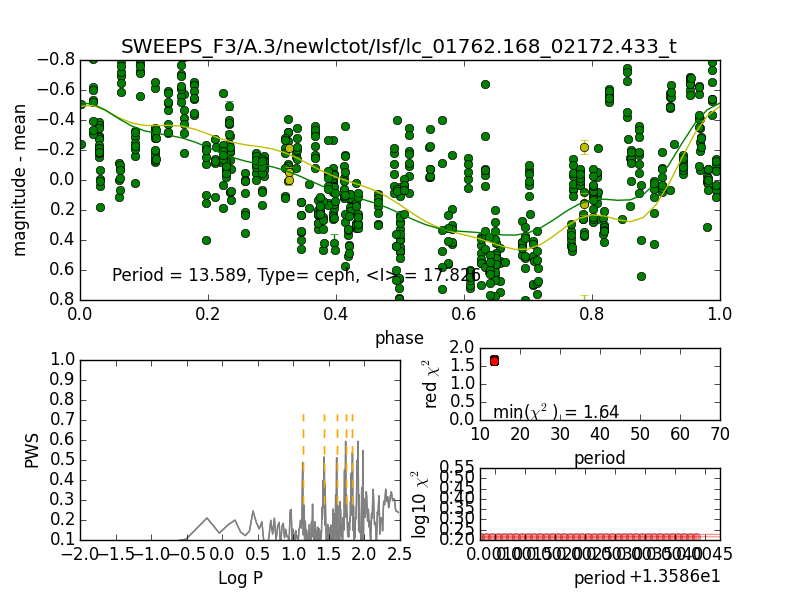 SWEEPS_F3/A.3/newlctot/Isf/lc_01762.168_02172.433_t
magnitude - mean
−0.8
−0.6
−0.4
−0.2
0.0
0.2
0.4
0.6
0.8
Period = 13.589, Type= ceph, <I> = 17.826
0.0 0.2 0.4 0.6 0.8 1.0
phase
PWS
1.0
0.9
0.8
0.7
0.6
0.5
0.4
0.3
0.2
0.1
−2.0 −1.5 −1.0 −0.5 0.0 0.5 1.0 1.5 2.0 2.5
Log P
red χ²
2.0
1.5
1.0
0.5
0.0
min(χ²) = 1.64
10 20 30 40 50 60 70
period
log10 χ²
0.55
0.50
0.45
0.40
0.35
0.30
0.25
0.20
period
+1.3586e1